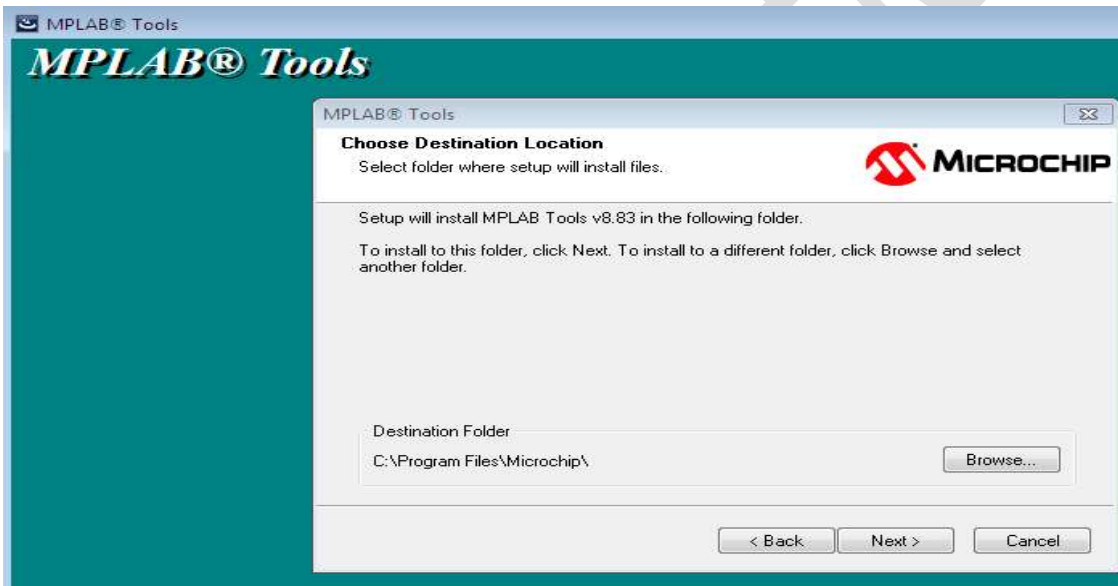 MPLAB® Tools
MPLAB® Tools
MPLAB® Tools
Choose Destination Location
Select folder where setup will install files.
MICROCHIP
Setup will install MPLAB Tools v8.83 in the following folder.
To install to this folder, click Next. To install to a different folder, click Browse and select
another folder.
Destination Folder
C:\Program Files\Microchip\
Browse...
< Back
Next >
Cancel